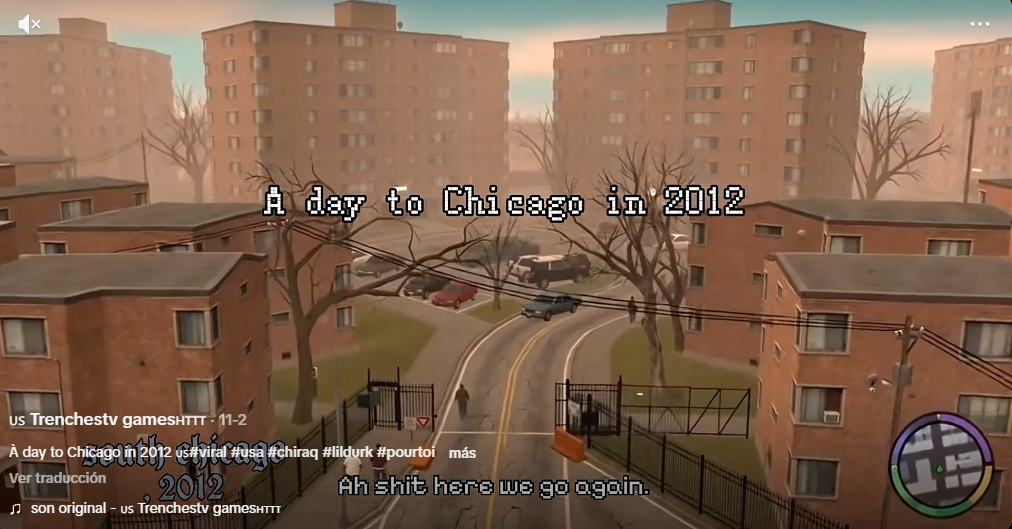 A day to Chicago in 2012
us Trenchestv gamesHTTT · 11-2
À day to Chicago in 2012 us#viral #usa #chiraq #lildurk #pourtoi más
south chicago
, 2012
Ver traducción
Ah shit here we go again.
son original - us Trenchestv gamesHTTT